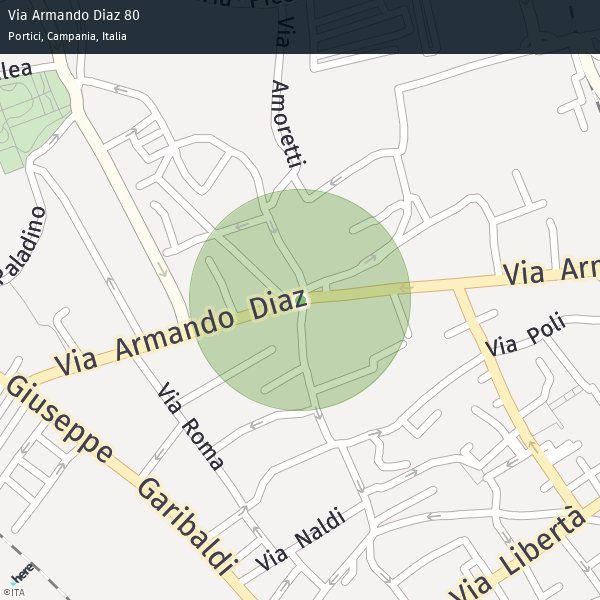 Via Armando Diaz 80
Portici, Campania, Italia
Via
Amoretti
Paladino
Via Arm
Via Armando Diaz
Via Poli
Giuseppe Garibaldi
Via Roma
Via Naldi
Via Libertà
here
©ITA